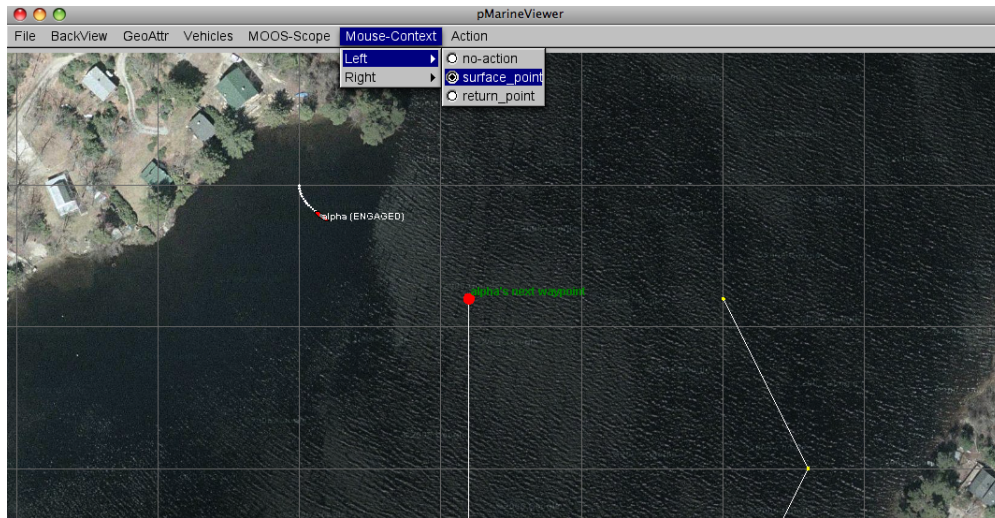 pMarineViewer
File BackView GeoAttr Vehicles MOOS-Scope Mouse-Context Action
Left no-action
Right surface_point
return_point
alpha (ENGAGED)
alpha's next waypoint